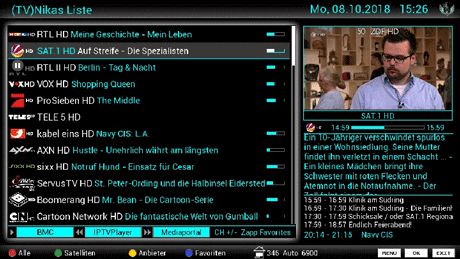 (TV)Nikas Liste
Mo, 08.10.2018 15:26
RTL HD Meine Geschichte - Mein Leben
SAT.1 HD Auf Streife - Die Spezialisten
RTL II HD Berlin - Tag & Nacht
VOX HD Shopping Queen
ProSieben HD The Middle
TELE 5 HD
kabel eins HD Navy CIS: L.A.
AXN HD Hustle - Unehrlich währt am längsten
sixx HD Notruf Hund - Einsatz für Cesar
ServusTV HD St. Peter-Ording und die Halbinsel Eiderstedt
Boomerang HD Mr. Bean - Die Cartoon-Serie
Cartoon Network HD Die fantastische Welt von Gumball
BMC IPTVPlayer Mediaportal CH +/- Zapp Favoriten
50 ZDF HD
SAT.1 HD
14:59 15:59
Ein 10-Jähriger verschwindet spurlos
in einer Wohnsiedlung. Seine Mutter
findet ihn verletzt in einem Schacht ... -
Ein kleines Mädchen bringt ihre
Schwester mit roten Flecken und
Atemnot in die Notaufnahme. - Der
15:59 - 16:59 Klinik am Südring
16:59 - 17:30 Klinik am Südring - Die Familienh
17:30 - 17:59 Schicksale / oder SAT.1 Regional
17:59 - 18:57 Endlich Feierabend!
20:14 - 21:15 Navy CIS
Alle Satelliten Anbieter Favoriten 346 Auto 6900 MENU OK EXIT